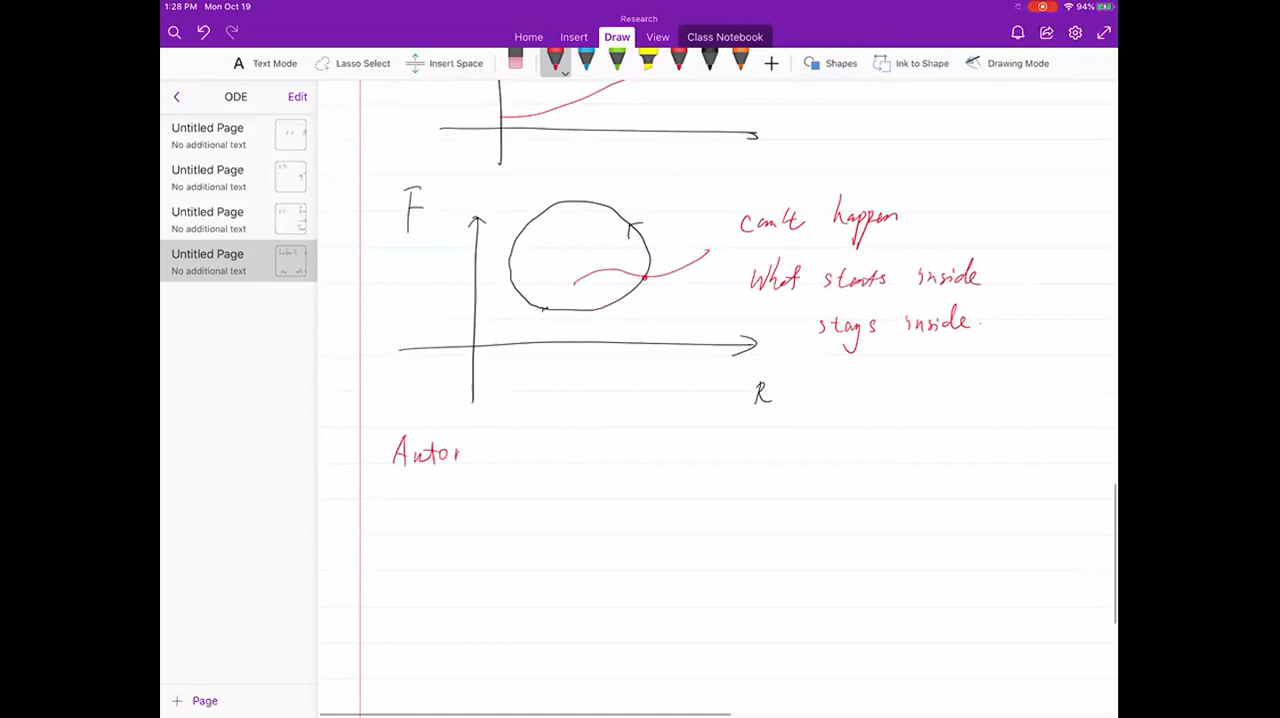 1:28 PM Mon Oct 19
94%
Research
Home Insert Draw View Class Notebook
Text Mode Lasso Select Insert Space Shapes Ink to Shape Drawing Mode
ODE Edit
Untitled Page
No additional text
Untitled Page
No additional text
Untitled Page
No additional text
Untitled Page
No additional text
F
can't happen
What starts inside
stays inside.
R
Autor
Page